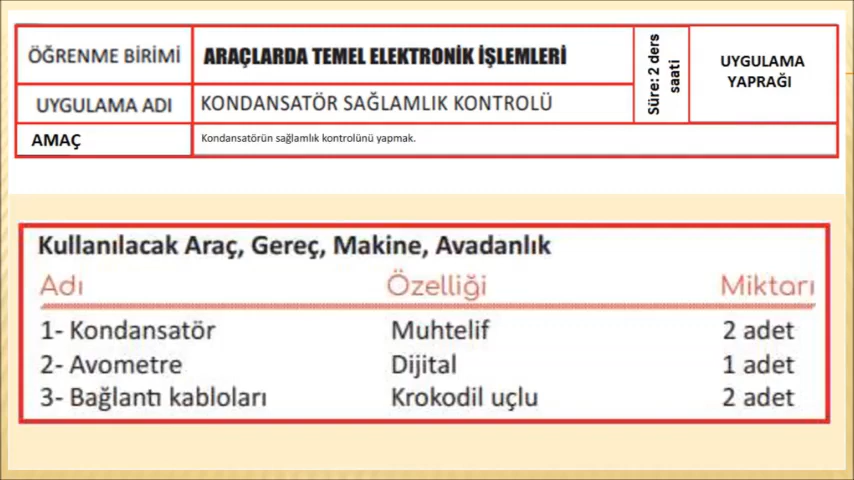 ÖĞRENME BİRİMİ
ARAÇLARDA TEMEL ELEKTRONİK İŞLEMLERİ
Süre: 2 ders
saati
UYGULAMA
YAPRAĞI
UYGULAMA ADI
KONDANSATÖR SAĞLAMLIK KONTROLÜ
AMAÇ
Kondansatörün sağlamlık kontrolünü yapmak.
Kullanılacak Araç, Gereç, Makine, Avadanlık
Adı Özelliği Miktarı
1- Kondansatör Muhtelif 2 adet
2- Avometre Dijital 1 adet
3- Bağlantı kabloları Krokodil uçlu 2 adet